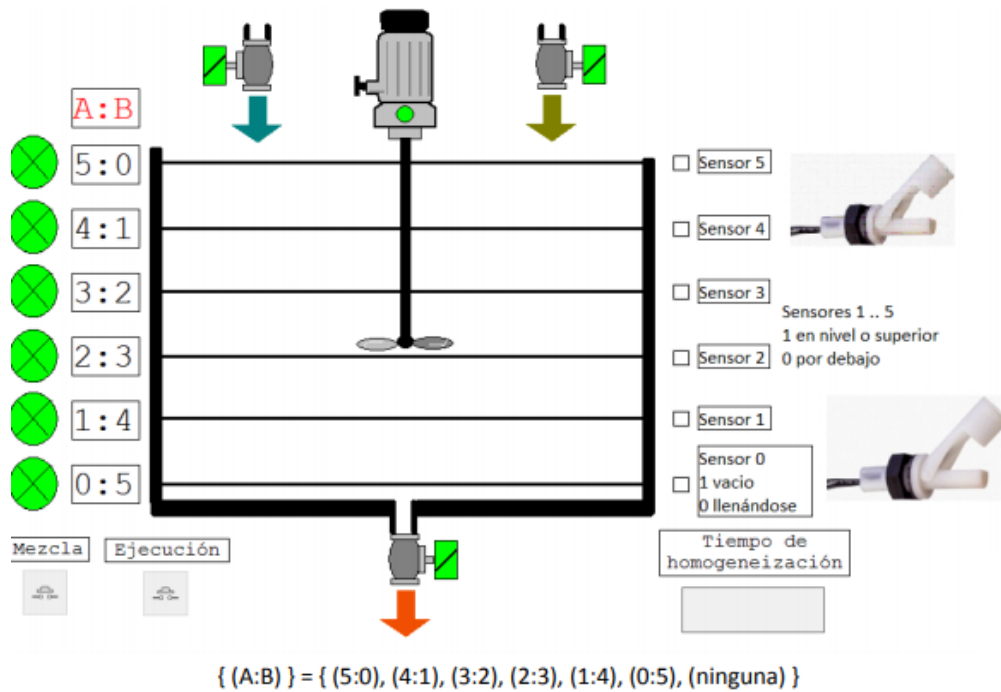 A:B
5:0
4:1
3:2
2:3
1:4
0:5
Mezcla
Ejecución
Sensor 5
Sensor 4
Sensor 3
Sensores 1 .. 5
1 en nivel o superior
0 por debajo
Sensor 2
Sensor 1
Sensor 0
1 vacio
0 llenándose
Tiempo de
homogeneización
{ (A:B) } = { (5:0), (4:1), (3:2), (2:3), (1:4), (0:5), (ninguna) }